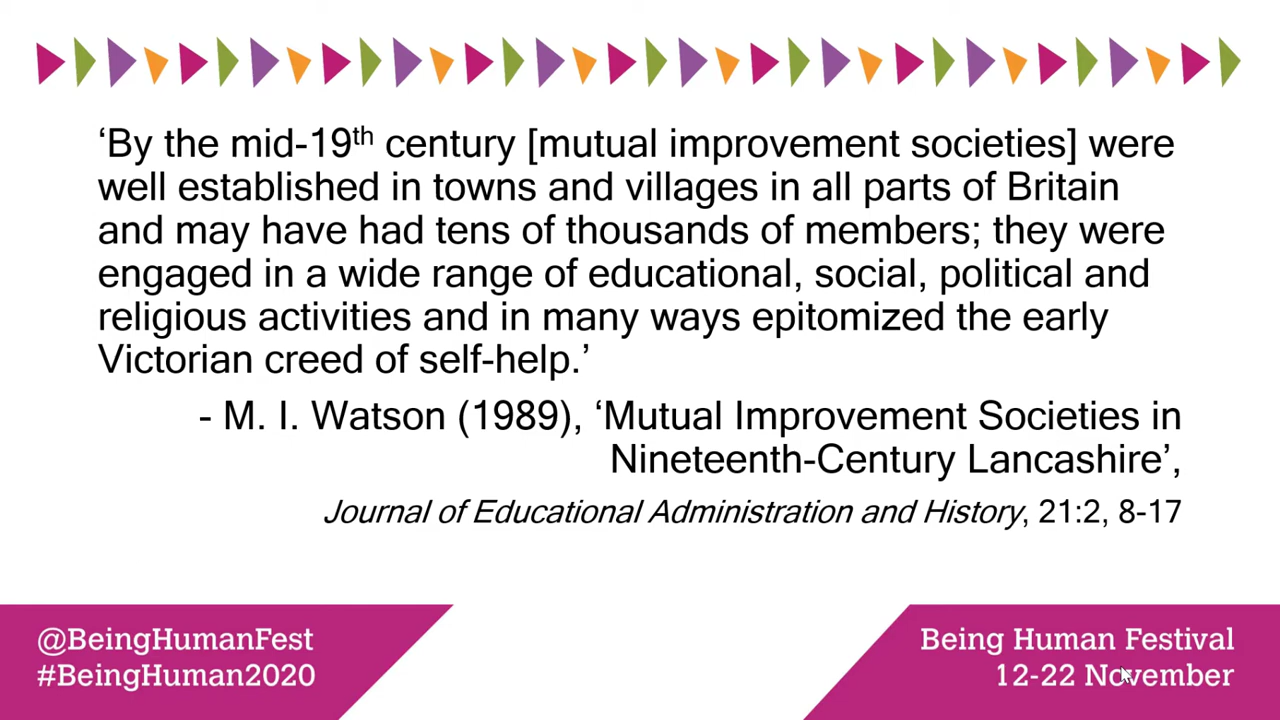 ‘By the mid-19th century [mutual improvement societies] were
well established in towns and villages in all parts of Britain
and may have had tens of thousands of members; they were
engaged in a wide range of educational, social, political and
religious activities and in many ways epitomized the early
Victorian creed of self-help.’
- M. I. Watson (1989), ‘Mutual Improvement Societies in
Nineteenth-Century Lancashire’,
Journal of Educational Administration and History, 21:2, 8-17
@BeingHumanFest
#BeingHuman2020
Being Human Festival
12-22 November